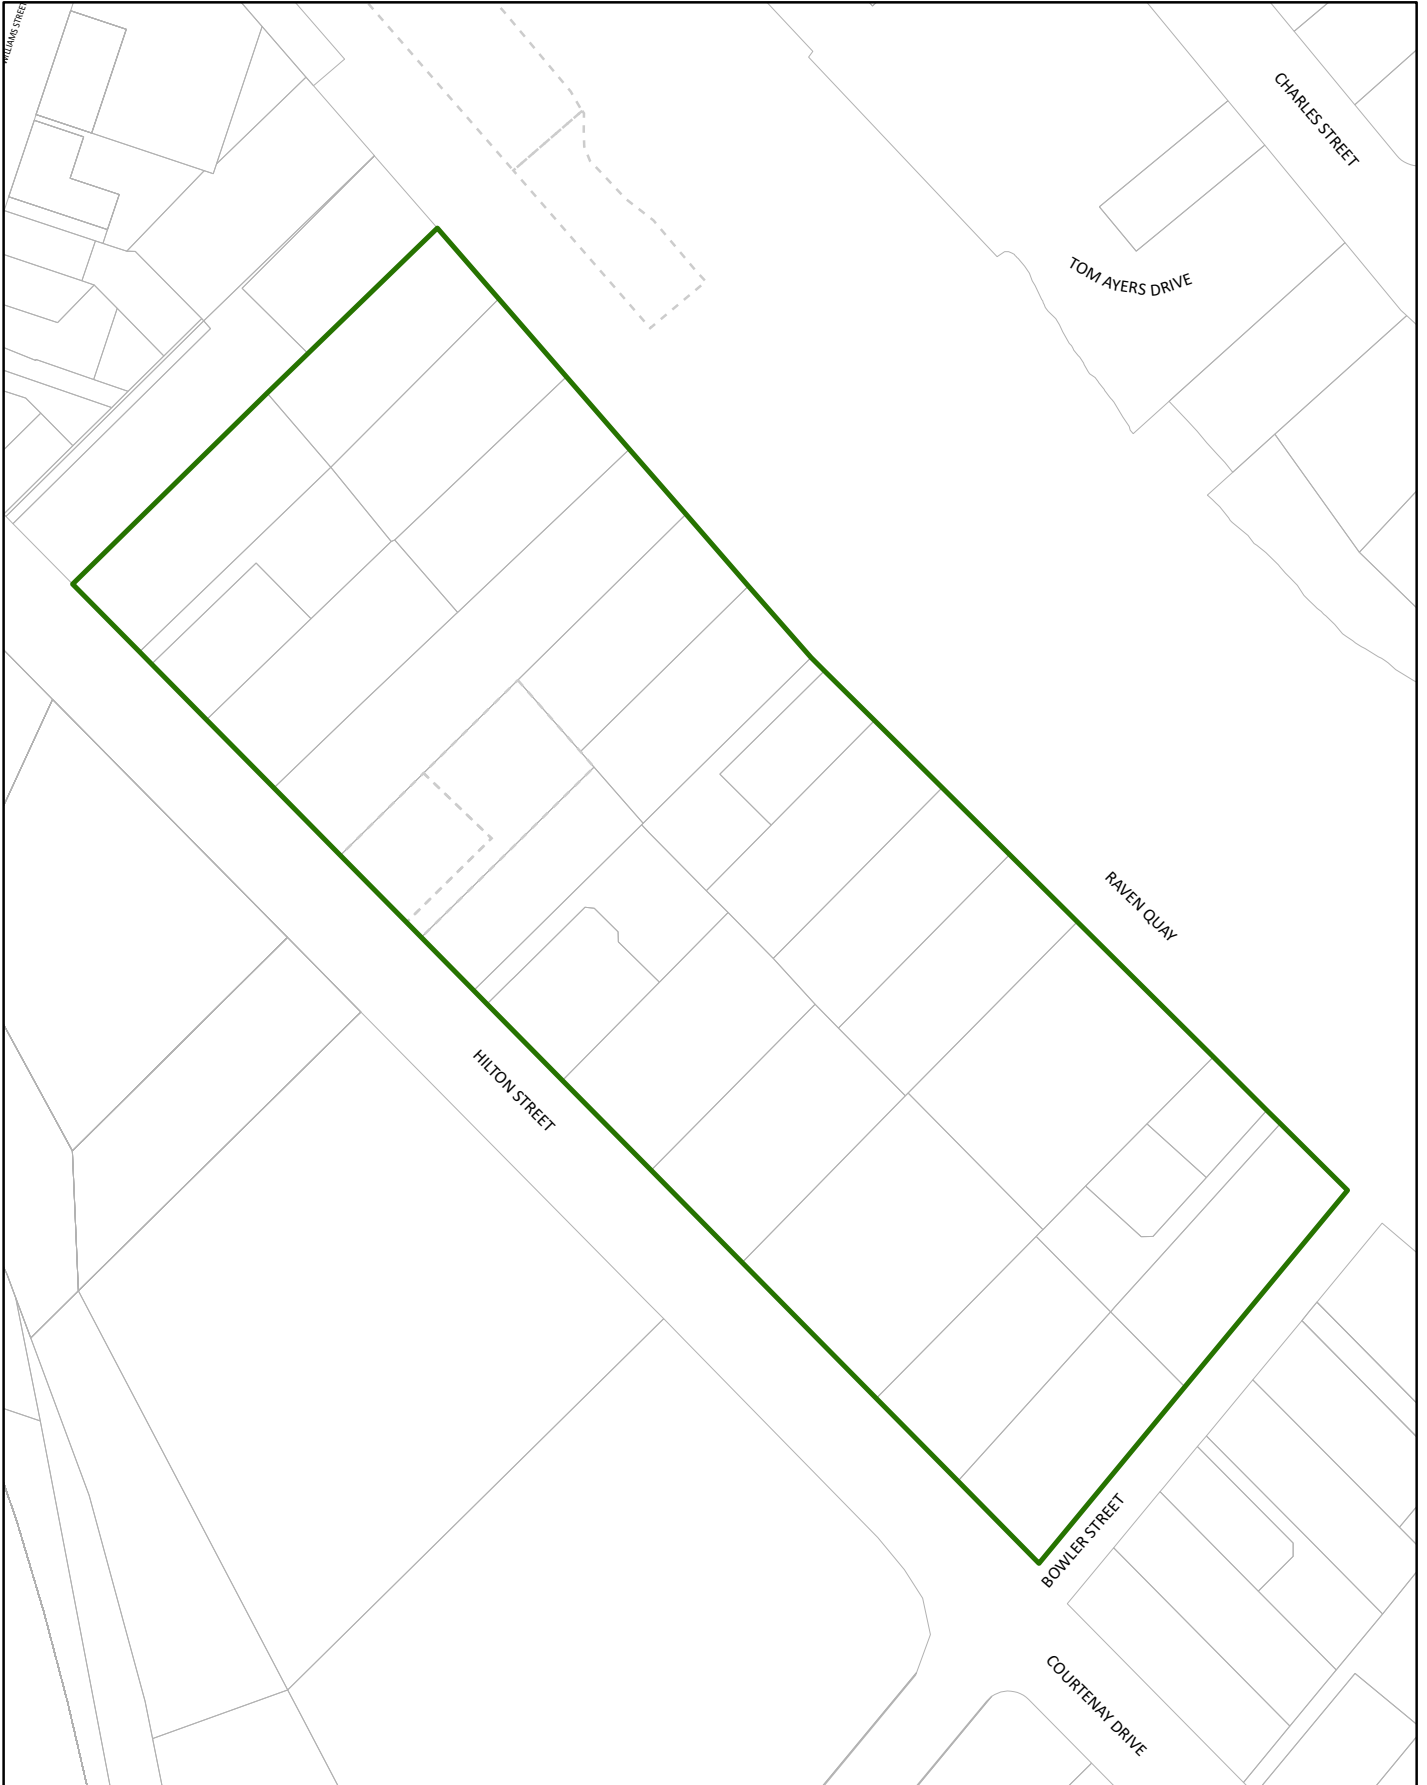 WILLIAMS STREET
CHARLES STREET
TOM AYERS DRIVE
RAVEN QUAY
HILTON STREET
BOWLER STREET
COURTENAY DRIVE